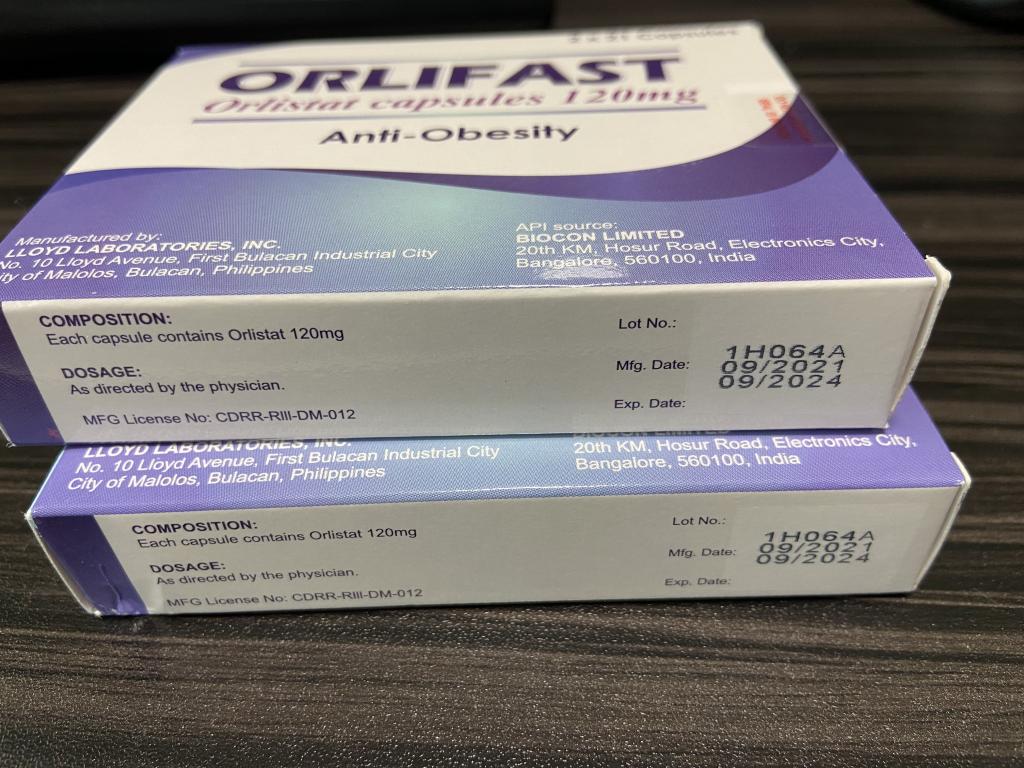 ORLIFAST
Orlistat capsules 120mg
Anti-Obesity
Manufactured by:
LLOYD LABORATORIES, INC.
No. 10 Lloyd Avenue, First Bulacan Industrial City
ity of Malolos, Bulacan, Philippines
API source:
BIOCON LIMITED
20th KM, Hosur Road, Electronics City,
Bangalore, 560100, India
COMPOSITION:
Each capsule contains Orlistat 120mg
DOSAGE:
As directed by the physician.
MFG License No: CDRR-RIII-DM-012
Lot No.:
Mfg. Date:
Exp. Date:
1H064A
09/2021
09/2024
LLOYD LABORATORIES, INC.
No. 10 Lloyd Avenue, First Bulacan Industrial City
City of Malolos, Bulacan, Philippines
BIOCON LIMITED
20th KM, Hosur Road, Electronics City,
Bangalore, 560100, India
COMPOSITION:
Each capsule contains Orlistat 120mg
DOSAGE:
As directed by the physician.
MFG License No: CDRR-RIII-DM-012
Lot No.:
Mfg. Date:
Exp. Date:
1H064A
09/2021
09/2024